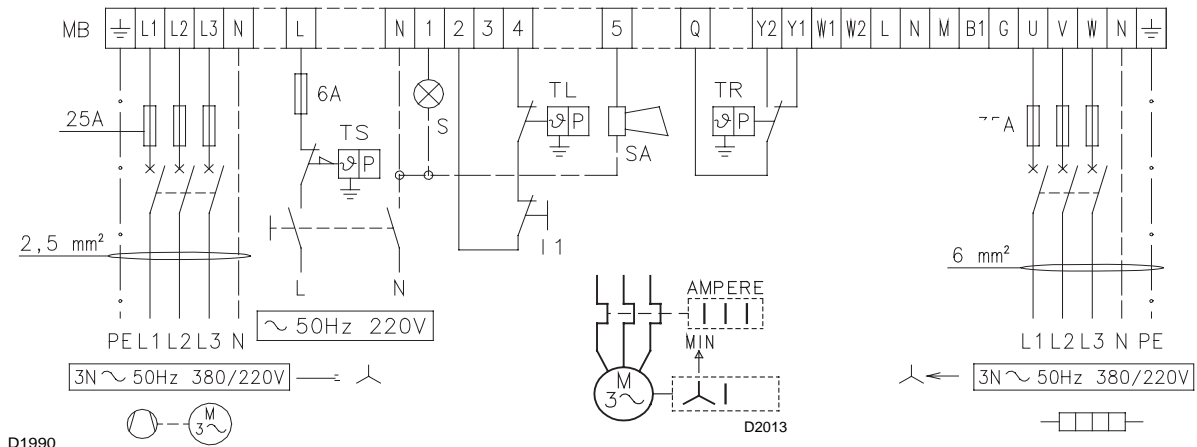 MB L1 L2 L3 N L N 1 2 3 4 5 Q Y2 Y1 W1 W2 L N M B1 G U V W N
25A 6A TS S TL SA TR A
ϑ P ϑ P ϑ P
2,5 mm² I1 6 mm²
L N
AMPERE
MIN
M
3~
PE L1 L2 L3 N
~ 50Hz 220V
3N ~ 50Hz 380/220V
L1 L2 L3 N PE
3N ~ 50Hz 380/220V
M
3~
D2013
D1990